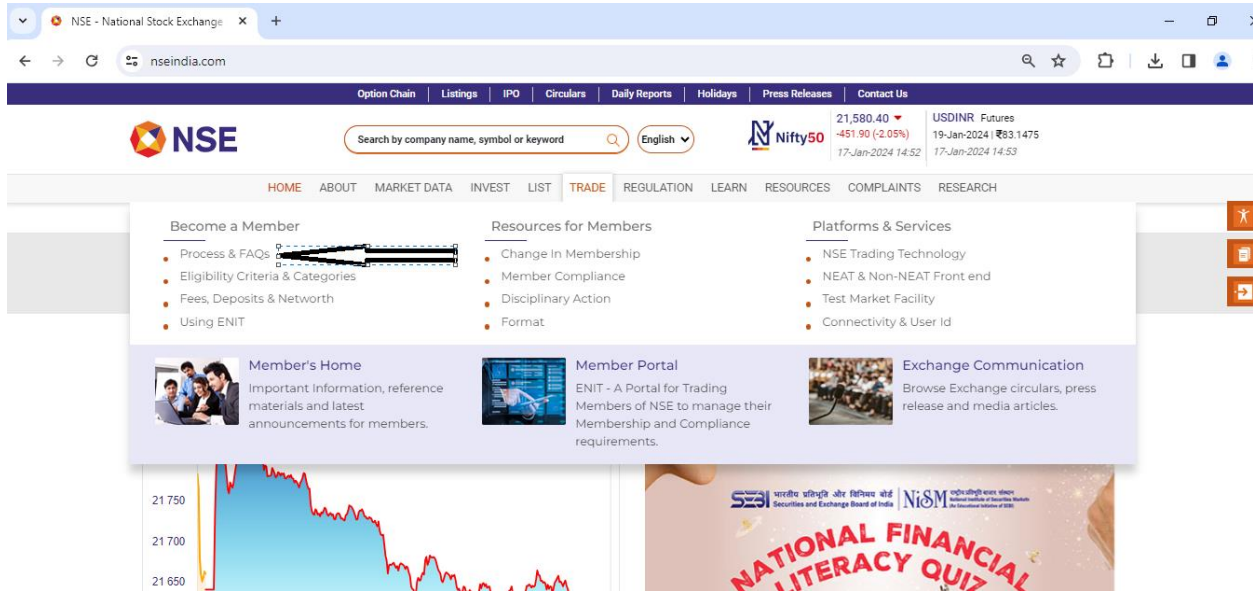 NSE - National Stock Exchange
nseindia.com
Option Chain | Listings | IPO | Circulars | Daily Reports | Holidays | Press Releases | Contact Us
NSE
Search by company name, symbol or keyword
English
Nifty50
21,580.40
-451.90 (-2.05%)
17-Jan-2024 14:52
USDINR Futures
19-Jan-2024 | ₹83.1475
17-Jan-2024 14:53
HOME ABOUT MARKET DATA INVEST LIST TRADE REGULATION LEARN RESOURCES COMPLAINTS RESEARCH
Become a Member
Process & FAQs
Eligibility Criteria & Categories
Fees, Deposits & Networth
Using ENIT
Resources for Members
Change In Membership
Member Compliance
Disciplinary Action
Format
Platforms & Services
NSE Trading Technology
NEAT & Non-NEAT Front end
Test Market Facility
Connectivity & User Id
Member's Home
Important Information, reference
materials and latest
announcements for members.
Member Portal
ENIT - A Portal for Trading
Members of NSE to manage their
Membership and Compliance
requirements.
Exchange Communication
Browse Exchange circulars, press
release and media articles.
21 750
21 700
21 650
SEBI
भारतीय प्रतिभूति और विनिमय बोर्ड
Securities and Exchange Board of India
NISM
National Institute of Securities Markets
NATIONAL FINANCIAL
LITERACY QUIZ